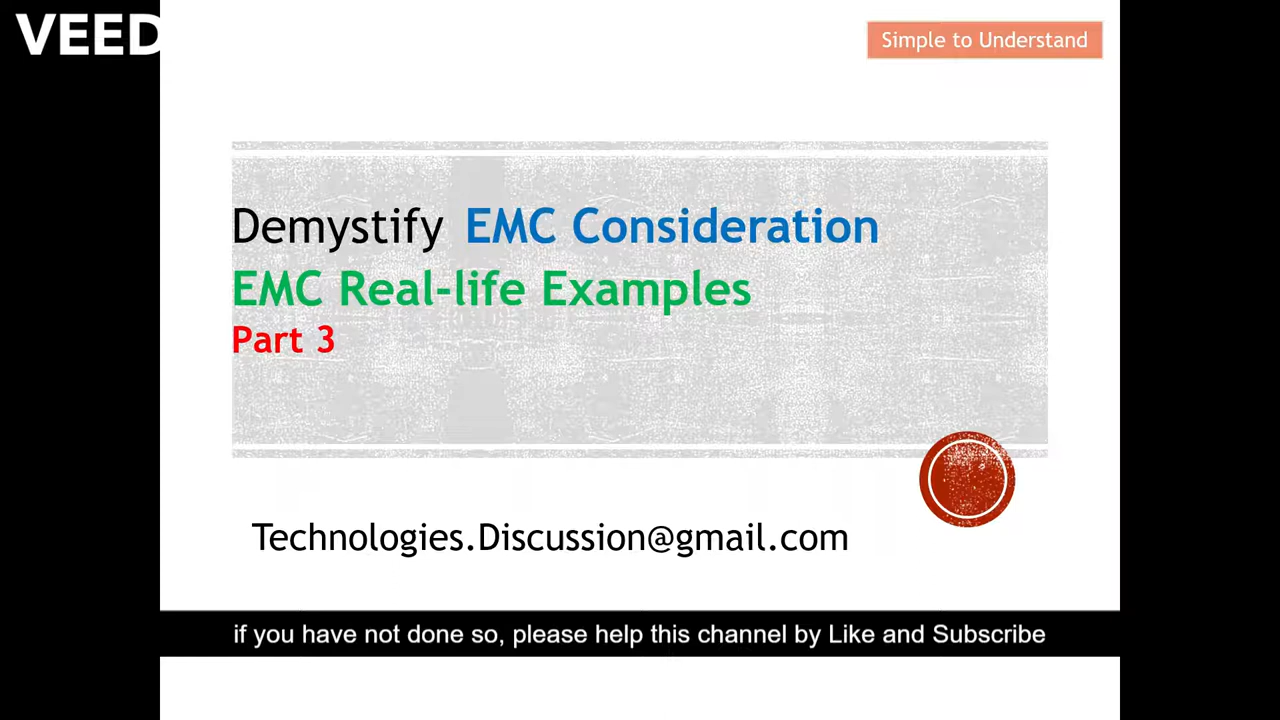 VEED
Simple to Understand
Demystify EMC Consideration
EMC Real-life Examples
Part 3
Technologies.Discussion@gmail.com
if you have not done so, please help this channel by Like and Subscribe